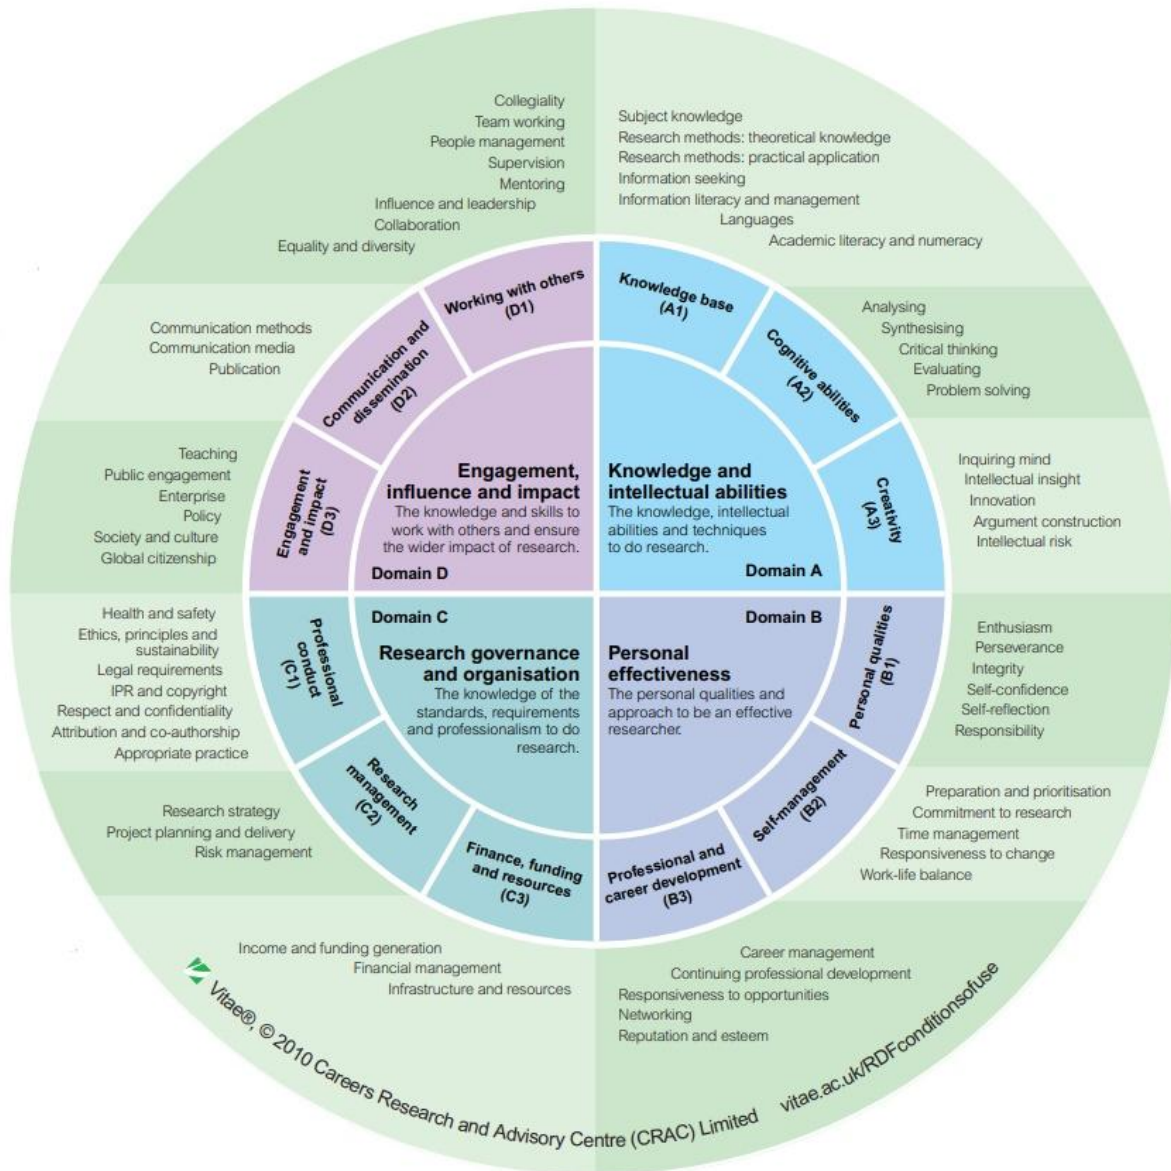 Collegiality
Team working
People management
Supervision
Mentoring
Influence and leadership
Collaboration
Equality and diversity
Subject knowledge
Research methods: theoretical knowledge
Research methods: practical application
Information seeking
Information literacy and management
Languages
Academic literacy and numeracy
Communication methods
Communication media
Publication
Analysing
Synthesising
Critical thinking
Evaluating
Problem solving
Teaching
Public engagement
Enterprise
Policy
Society and culture
Global citizenship
Inquiring mind
Intellectual insight
Innovation
Argument construction
Intellectual risk
Working with others
(D1)
Communication and
dissemination
(D2)
Engagement
and impact
(D3)
Knowledge base
(A1)
Cognitive abilities
(A2)
Creativity
(A3)
Engagement,
influence and impact
The knowledge and skills to
work with others and ensure
the wider impact of research.
Domain D
Knowledge and
intellectual abilities
The knowledge, intellectual
abilities and techniques
to do research.
Domain A
Domain C
Research governance
and organisation
The knowledge of the
standards, requirements
and professionalism to do
research.
Domain B
Personal
effectiveness
The personal qualities and
approach to be an effective
researcher.
Professional
conduct
(C1)
Research
management
(C2)
Finance, funding
and resources
(C3)
Personal qualities
(B1)
Self-management
(B2)
Professional and
career development
(B3)
Health and safety
Ethics, principles and
sustainability
Legal requirements
IPR and copyright
Respect and confidentiality
Attribution and co-authorship
Appropriate practice
Enthusiasm
Perseverance
Integrity
Self-confidence
Self-reflection
Responsibility
Research strategy
Project planning and delivery
Risk management
Preparation and prioritisation
Commitment to research
Time management
Responsiveness to change
Work-life balance
Income and funding generation
Financial management
Infrastructure and resources
Career management
Continuing professional development
Responsiveness to opportunities
Networking
Reputation and esteem
Vitae®, © 2010 Careers Research and Advisory Centre (CRAC) Limited vitae.ac.uk/RDFconditionsofuse